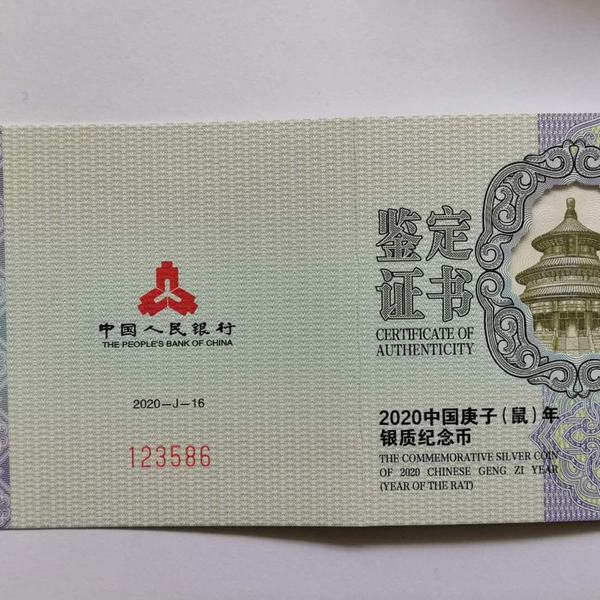 中国人民银行
THE PEOPLE'S BANK OF CHINA
2020—J—16
123586
鉴定
证书
CERTIFICATE OF
AUTHENTICITY
2020中国庚子（鼠）年
银质纪念币
THE COMMEMORATIVE SILVER COIN
OF 2020 CHINESE GENG ZI YEAR
(YEAR OF THE RAT)